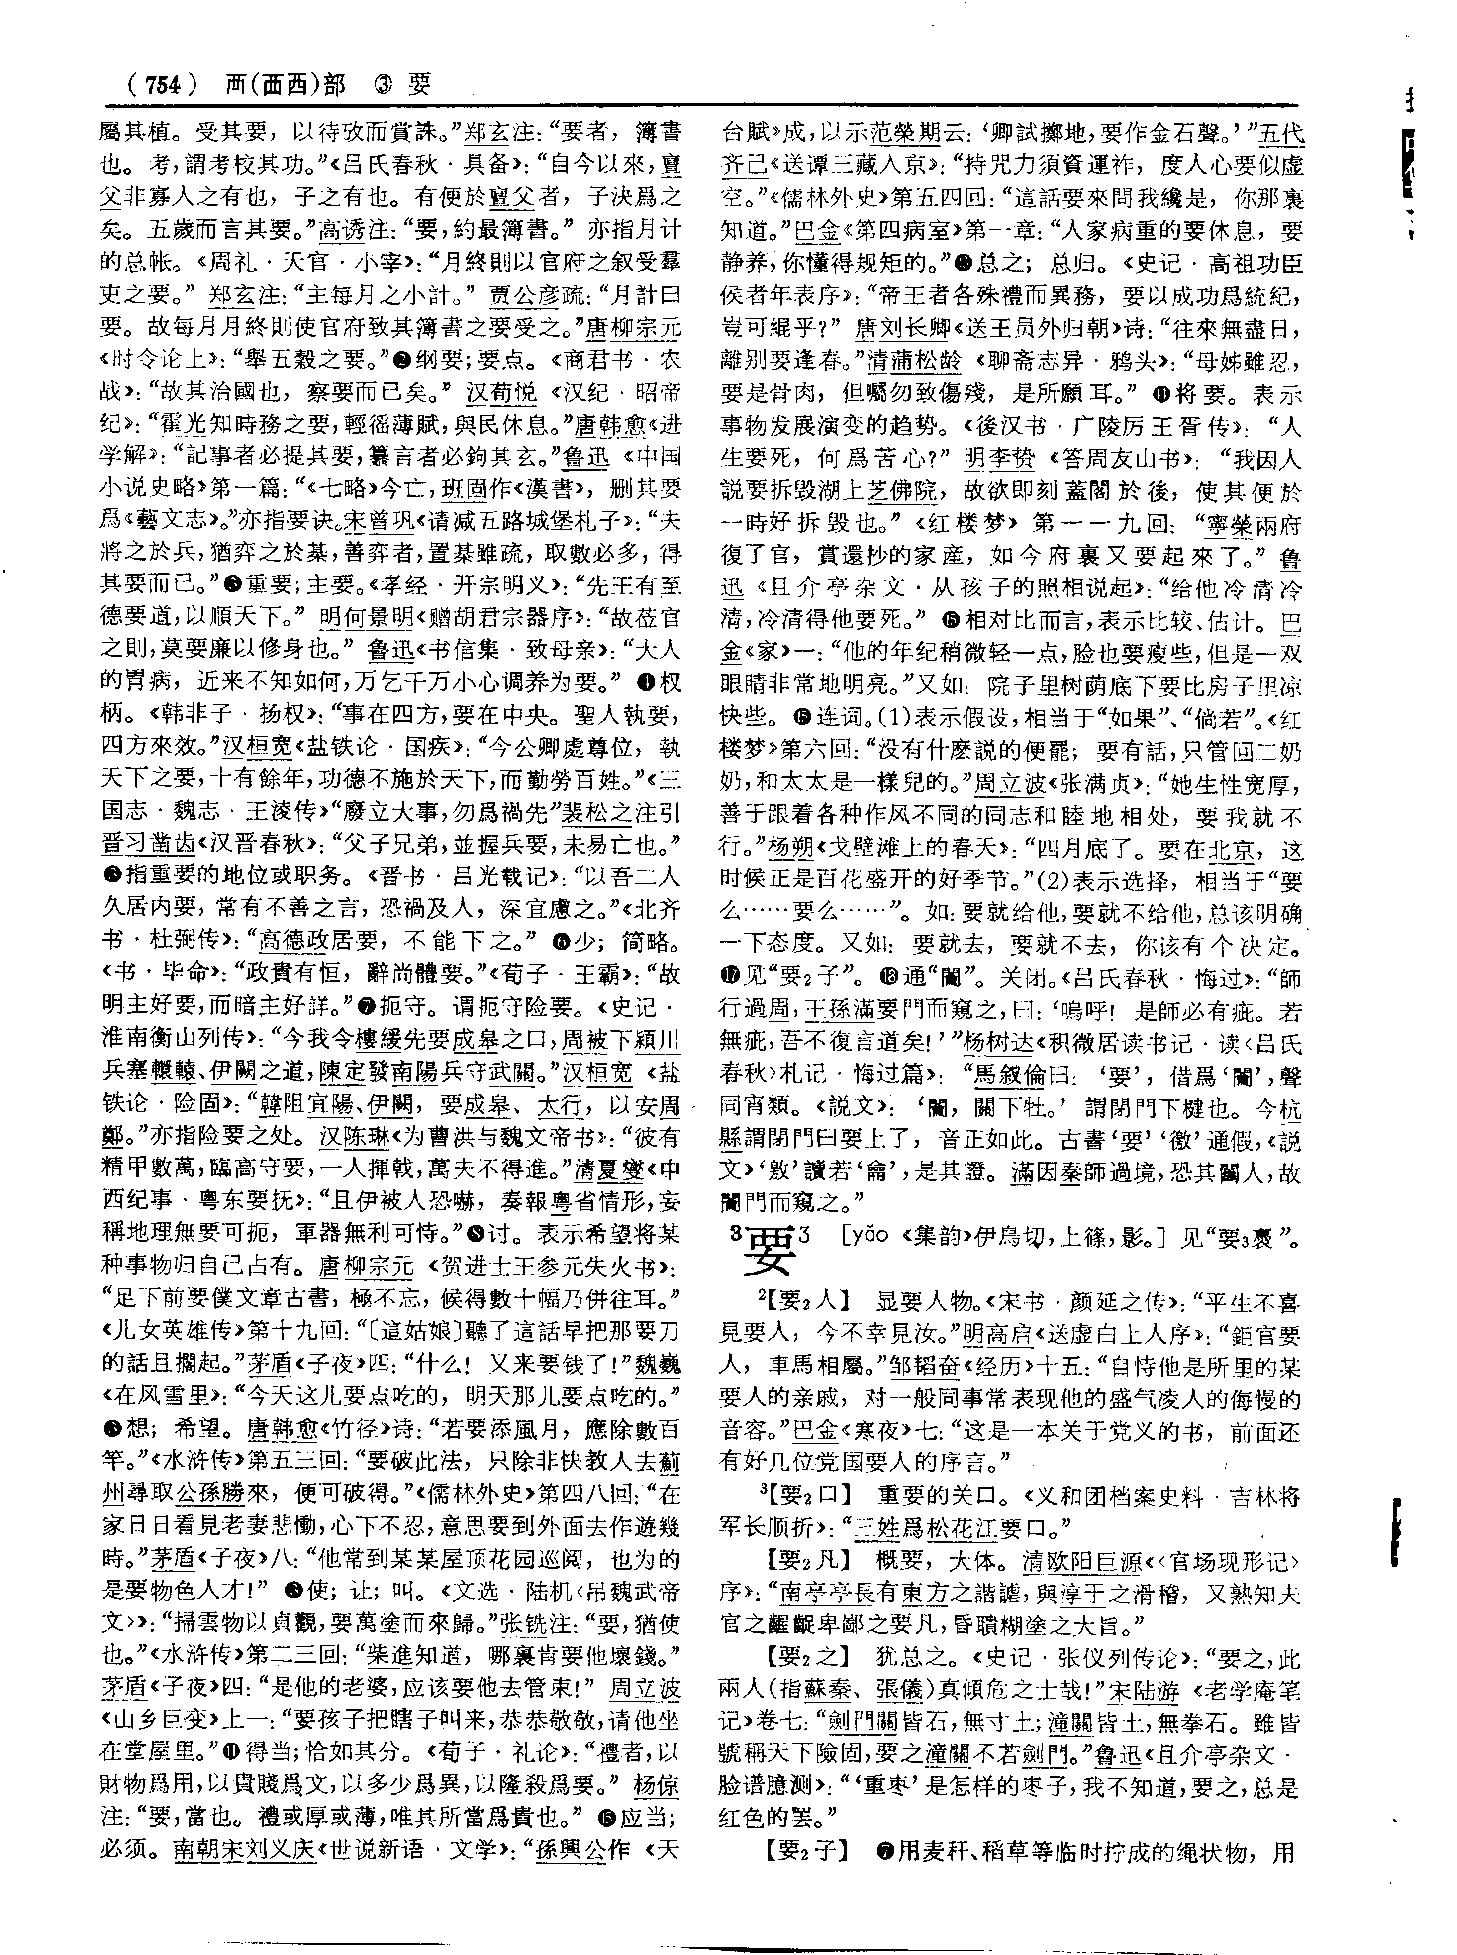 （754） 覀（西西）部 ③ 要
屬其植。受其要，以待攷而賞誅。”郑玄注：“要者，簿書
也。考，謂考校其功。”《吕氏春秋·具备》：“自今以來，亶
父非寡人之有也，子之有也。有便於亶父者，子決爲之
矣。五歲而言其要。”高诱注：“要，約最簿書。”亦指月计
的总帐。《周礼·天官·小宰》：“月終則以官府之叙受羣
吏之要。”郑玄注：“主每月之小計。”贾公彦疏：“月計曰
要。故每月月終則使官府致其簿書之要受之。”唐柳宗元
《时令论上》：“舉五穀之要。”❷纲要；要点。《商君书·农
战》：“故其治國也，察要而已矣。”汉荀悦《汉纪·昭帝
纪》：“霍光知時務之要，輕徭薄賦，與民休息。”唐韩愈《进
学解》：“記事者必提其要，纂言者必鉤其玄。”鲁迅《中国
小说史略》第一篇：“《七略》今亡，班固作《漢書》，删其要
爲《藝文志》。”亦指要诀。宋曾巩《请减五路城堡札子》：“夫
將之於兵，猶弈之於棊，善弈者，置棊雖疏，取數必多，得
其要而已。”❸重要；主要。《孝经·开宗明义》：“先王有至
德要道，以順天下。”明何景明《赠胡君宗器序》：“故莅官
之則，莫要廉以修身也。”鲁迅《书信集·致母亲》：“大人
的胃病，近来不知如何，万乞千万小心调养为要。”❹权
柄。《韩非子·扬权》：“事在四方，要在中央。聖人執要，
四方來效。”汉桓宽《盐铁论·国疾》：“今公卿處尊位，執
天下之要，十有餘年，功德不施於天下，而勤勞百姓。”《三
国志·魏志·王淩传》“廢立大事，勿爲禍先”裴松之注引
晋习凿齿《汉晋春秋》：“父子兄弟，並握兵要，未易亡也。”
❺指重要的地位或职务。《晋书·吕光载记》：“以吾二人
久居内要，常有不善之言，恐禍及人，深宜慮之。”《北齐
书·杜弼传》：“高德政居要，不能下之。”❻少；简略。
《书·毕命》：“政貴有恒，辭尚體要。”《荀子·王霸》：“故
明主好要，而暗主好詳。”❼扼守。谓扼守险要。《史记·
淮南衡山列传》：“今我令樓緩先要成皋之口，周被下潁川
兵塞轘轅、伊闕之道，陳定發南陽兵守武關。”汉桓宽《盐
铁论·险固》：“韓阻宜陽、伊闕，要成皋、太行，以安周
鄭。”亦指险要之处。汉陈琳《为曹洪与魏文帝书》：“彼有
精甲數萬，臨高守要，一人揮戟，萬夫不得進。”清夏燮《中
西纪事·粤东要抚》：“且伊被人恐嚇，奏報粤省情形，妄
稱地理無要可扼，軍器無利可恃。”❽讨。表示希望将某
种事物归自己占有。唐柳宗元《贺进士王参元失火书》：
“足下前要僕文章古書，極不忘，候得數十幅乃併往耳。”
《儿女英雄传》第十九回：“〔這姑娘〕聽了這話早把那要刀
的話且擱起。”茅盾《子夜》四：“什么！又来要钱了！”魏巍
《在风雪里》：“今天这儿要点吃的，明天那儿要点吃的。”
❾想；希望。唐韩愈《竹径》诗：“若要添風月，應除數百
竿。”《水浒传》第五三回：“要破此法，只除非快教人去薊
州尋取公孫勝來，便可破得。”《儒林外史》第四八回：“在
家日日看見老妻悲慟，心下不忍，意思要到外面去作遊幾
時。”茅盾《子夜》八：“他常到某某屋顶花园巡阅，也为的
是要物色人才！”❿使；让；叫。《文选·陆机〈吊魏武帝
文〉》：“掃雲物以貞觀，要萬塗而來歸。”张铣注：“要，猶使
也。”《水浒传》第二三回：“柴進知道，哪裏肯要他壞錢。”
茅盾《子夜》四：“是他的老婆，应该要他去管束！”周立波
《山乡巨变》上一：“要孩子把瞎子叫来，恭恭敬敬，请他坐
在堂屋里。”⓫得当；恰如其分。《荀子·礼论》：“禮者，以
財物爲用，以貴賤爲文，以多少爲異，以隆殺爲要。”杨倞
注：“要，當也。禮或厚或薄，唯其所當爲貴也。”⓬应当；
必须。南朝宋刘义庆《世说新语·文学》：“孫興公作《天
台賦》成，以示范榮期云：‘卿試擲地，要作金石聲。’”五代
齐己《送谭三藏入京》：“持咒力須資運祚，度人心要似虚
空。”《儒林外史》第五四回：“這話要來問我纔是，你那裏
知道。”巴金《第四病室》第一章：“人家病重的要休息，要
静养，你懂得规矩的。”⓭总之；总归。《史记·高祖功臣
侯者年表序》：“帝王者各殊禮而異務，要以成功爲統紀，
豈可緄乎？”唐刘长卿《送王员外归朝》诗：“往來無盡日，
離别要逢春。”清蒲松龄《聊斋志异·鸦头》：“母姊雖忍，
要是骨肉，但囑勿致傷殘，是所願耳。”⓮将要。表示
事物发展演变的趋势。《後汉书·广陵厉王胥传》：“人
生要死，何爲苦心？”明李贽《答周友山书》：“我因人
説要拆毁湖上芝佛院，故欲即刻蓋閣於後，使其便於
一時好拆毁也。”《红楼梦》第一一九回：“寧榮兩府
復了官，賞還抄的家産，如今府裏又要起來了。”鲁
迅《且介亭杂文·从孩子的照相说起》：“给他冷清冷
清，冷清得他要死。”⓯相对比而言，表示比较、估计。巴
金《家》一：“他的年纪稍微轻一点，脸也要瘦些，但是一双
眼睛非常地明亮。”又如：院子里树荫底下要比房子里凉
快些。⓰连词。(1)表示假设，相当于“如果”、“倘若”。《红
楼梦》第六回：“没有什麽説的便罷；要有話，只管回二奶
奶，和太太是一樣兒的。”周立波《张满贞》：“她生性宽厚，
善于跟着各种作风不同的同志和睦地相处，要我就不
行。”杨朔《戈壁滩上的春天》：“四月底了。要在北京，这
时候正是百花盛开的好季节。”(2)表示选择，相当于“要
么……要么……”。如：要就给他，要就不给他，总该明确
一下态度。又如：要就去，要就不去，你该有个决定。
⓱见“要₂子”。⓲通“闄”。关闭。《吕氏春秋·悔过》：“師
行過周，王孫滿要門而窺之，曰：‘嗚呼！是師必有疵。若
無疵，吾不復言道矣！’”杨树达《积微居读书记·读〈吕氏
春秋〉札记·悔过篇》：“馬叙倫曰：‘要’，借爲‘闄’，聲
同宵類。《説文》：‘闄，關下牡。’謂閉門下楗也。今杭
縣謂閉門曰要上了，音正如此。古書‘要’‘徼’通假，《説
文》‘敫’讀若‘龠’，是其證。滿因秦師過境，恐其闌人，故
闄門而窺之。”
³要3 [yǎo 《集韵》伊鳥切，上篠，影。] 见“要₃褭”。
²【要₂人】 显要人物。《宋书·颜延之传》：“平生不喜
見要人，今不幸見汝。”明高启《送虚白上人序》：“鉅官要
人，車馬相屬。”邹韬奋《经历》十五：“自恃他是所里的某
要人的亲戚，对一般同事常表现他的盛气凌人的侮慢的
音容。”巴金《寒夜》七：“这是一本关于党义的书，前面还
有好几位党国要人的序言。”
³【要₂口】 重要的关口。《义和团档案史料·吉林将
军长顺折》：“三姓爲松花江要口。”
【要₂凡】 概要，大体。清欧阳巨源《〈官场现形记〉
序》：“南亭亭長有東方之諧謔，與淳于之滑稽，又熟知夫
官之齷齪卑鄙之要凡，昏聵糊塗之大旨。”
【要₂之】 犹总之。《史记·张仪列传论》：“要之，此
兩人（指蘇秦、張儀）真傾危之士哉！”宋陆游《老学庵笔
记》卷七：“劍門關皆石，無寸土；潼關皆土，無拳石。雖皆
號稱天下險固，要之潼關不若劍門。”鲁迅《且介亭杂文·
脸谱臆测》：“‘重枣’是怎样的枣子，我不知道，要之，总是
红色的罢。”
【要₂子】 ❶用麦秆、稻草等临时拧成的绳状物，用